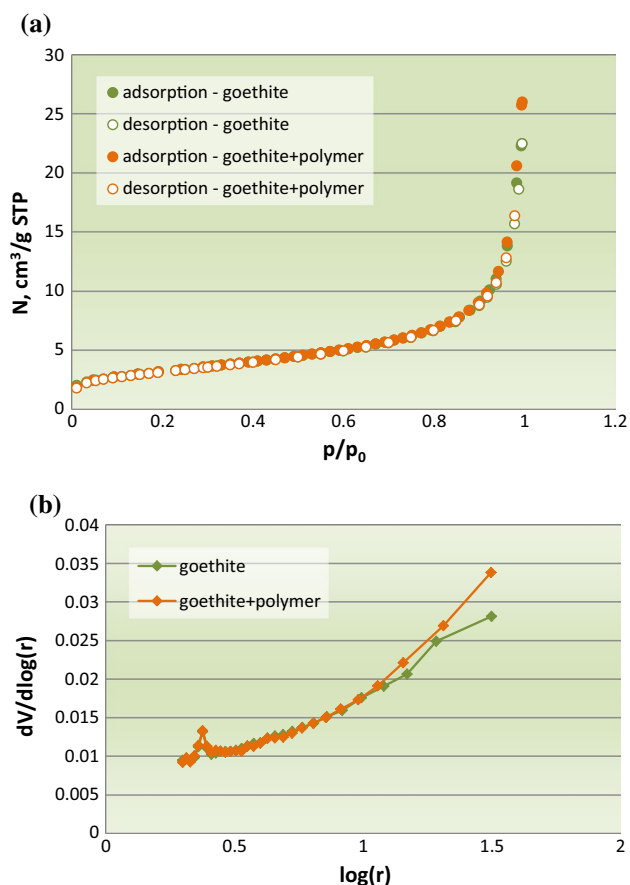 (a)
30
25
20
15
10
5
0
adsorption - goethite
desorption - goethite
adsorption - goethite+polymer
desorption - goethite+polymer
N, cm³/g STP
0 0.2 0.4 0.6 0.8 1 1.2
p/p₀
(b)
0.04
0.035
0.03
0.025
0.02
0.015
0.01
0.005
0
goethite
goethite+polymer
dV/dlog(r)
0 0.5 1 1.5 2
log(r)